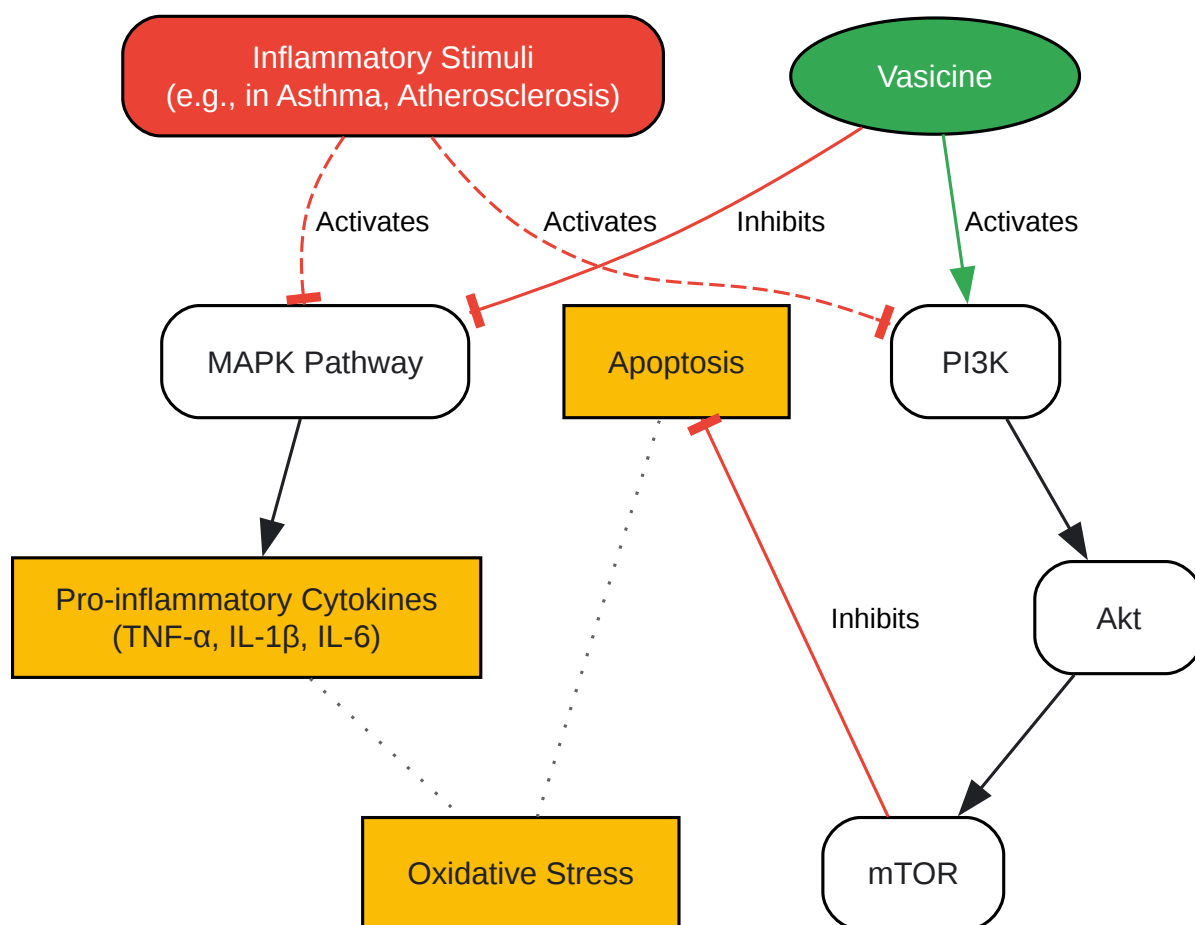 Inflammatory Stimuli
(e.g., in Asthma, Atherosclerosis)
Vasicine
Activates
Activates
Inhibits
Activates
MAPK Pathway
Apoptosis
PI3K
Pro-inflammatory Cytokines
(TNF-α, IL-1β, IL-6)
Inhibits
Akt
Oxidative Stress
mTOR